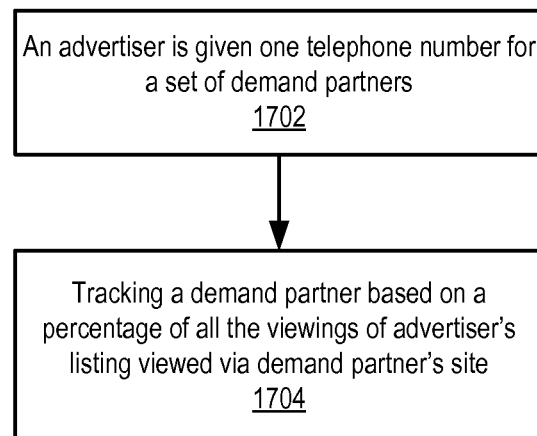 An advertiser is given one telephone number for
a set of demand partners
1702
Tracking a demand partner based on a
percentage of all the viewings of advertiser's
listing viewed via demand partner's site
1704